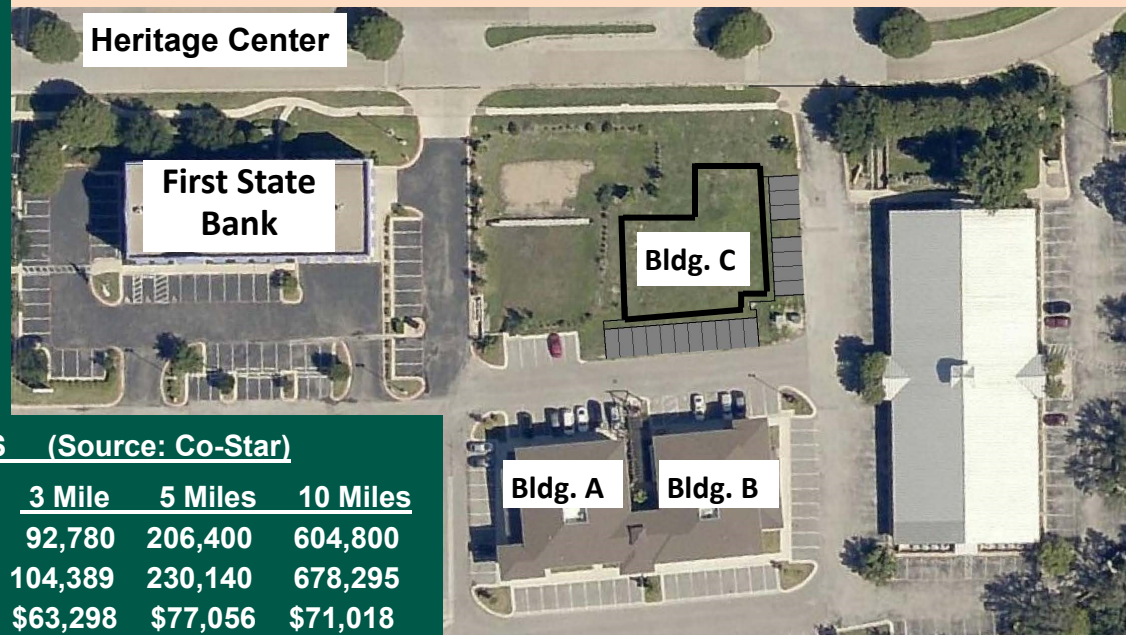 Heritage Center
First State
Bank
Bldg. C
Bldg. A
Bldg. B
(Source: Co-Star)
3 Mile 5 Miles 10 Miles
92,780 206,400 604,800
104,389 230,140 678,295
$63,298 $77,056 $71,018